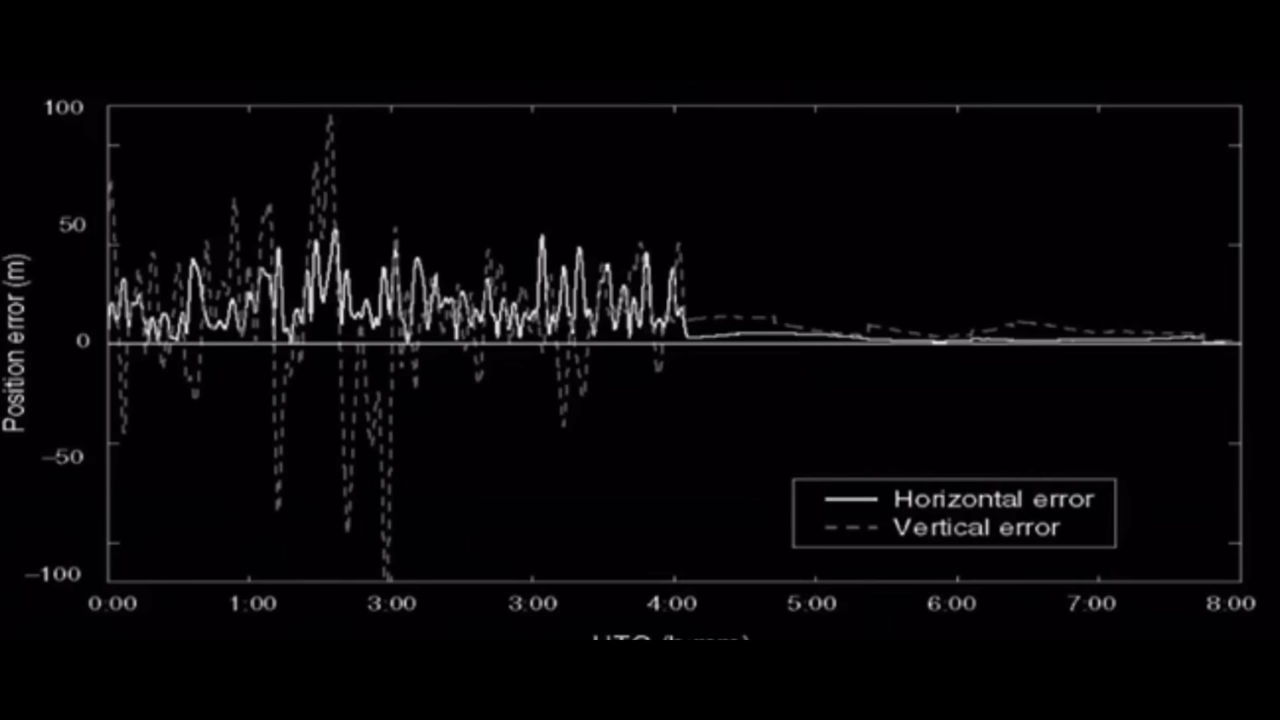 100
50
0
–50
–100
Position error (m)
Horizontal error
Vertical error
0:00 1:00 3:00 3:00 4:00 5:00 6:00 7:00 8:00